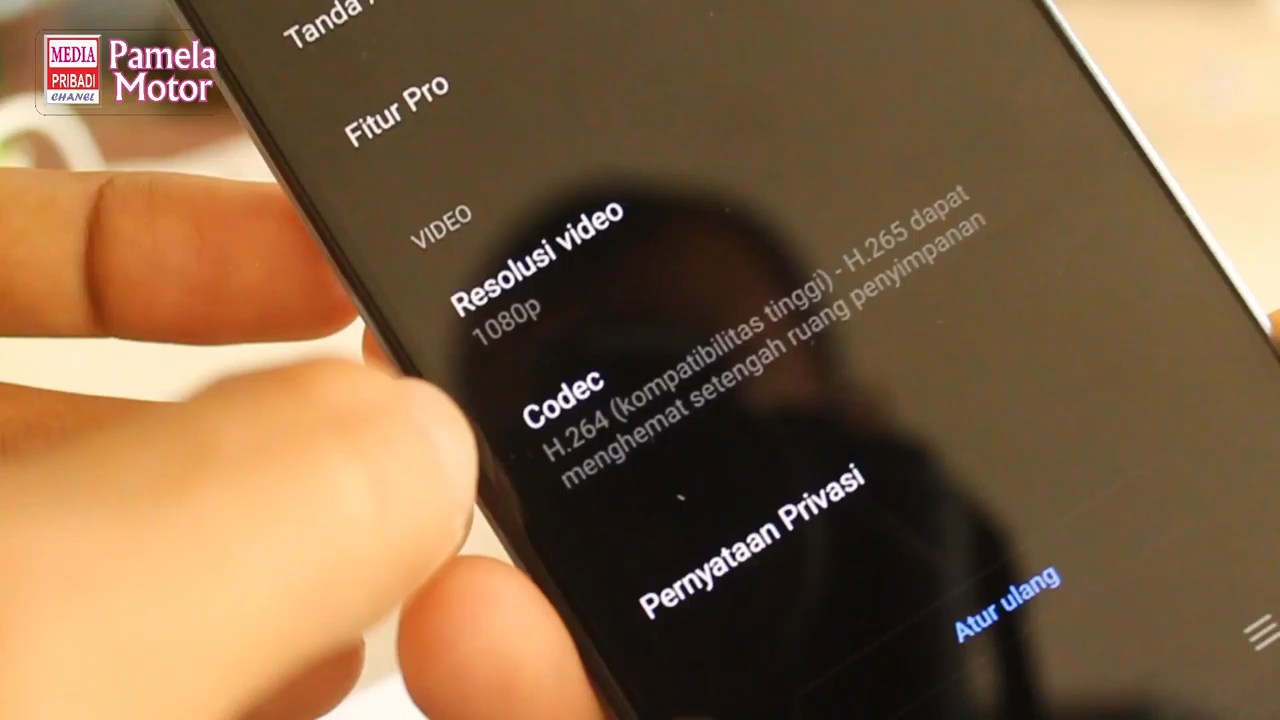 MEDIA
PRIBADI
CHANEL
Pamela
Motor
Tanda
Fitur Pro
VIDEO
Resolusi video
1080p
Codec
H.264 (kompatibilitas tinggi) - H.265 dapat
menghemat setengah ruang penyimpanan
Pernyataan Privasi
Atur ulang